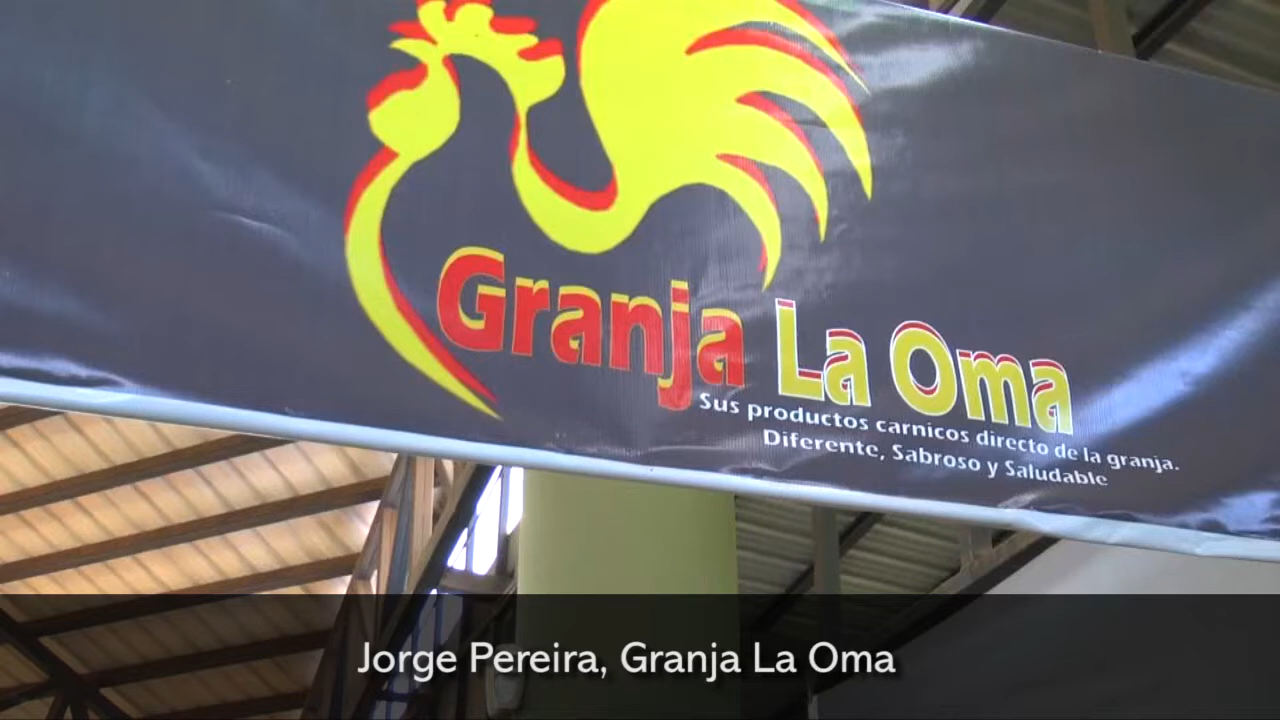 Granja La Oma
Sus productos carnicos directo de la granja.
Diferente, Sabroso y Saludable
Jorge Pereira, Granja La Oma